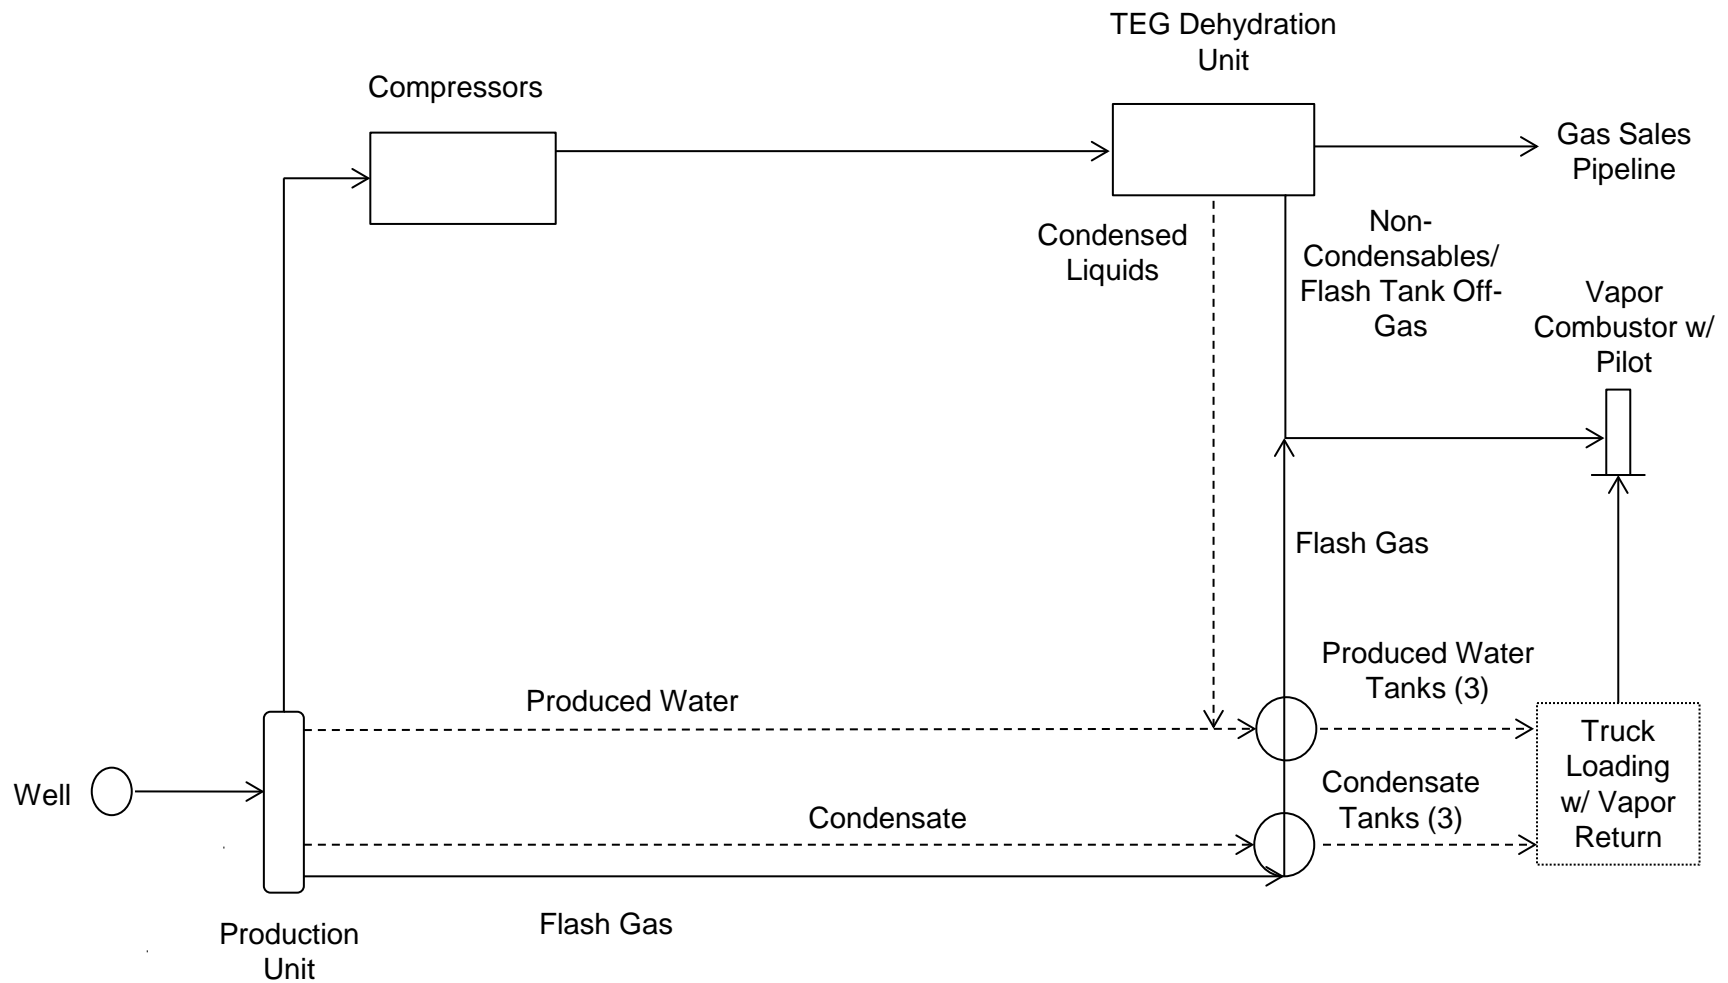 TEG Dehydration
Unit
Compressors
Gas Sales
Pipeline
Condensed
Liquids
Non-
Condensables/
Flash Tank Off-
Gas
Vapor
Combustor w/
Pilot
Flash Gas
Produced Water
Tanks (3)
Produced Water
Truck
Loading
w/ Vapor
Return
Well
Condensate
Tanks (3)
Condensate
Flash Gas
Production
Unit